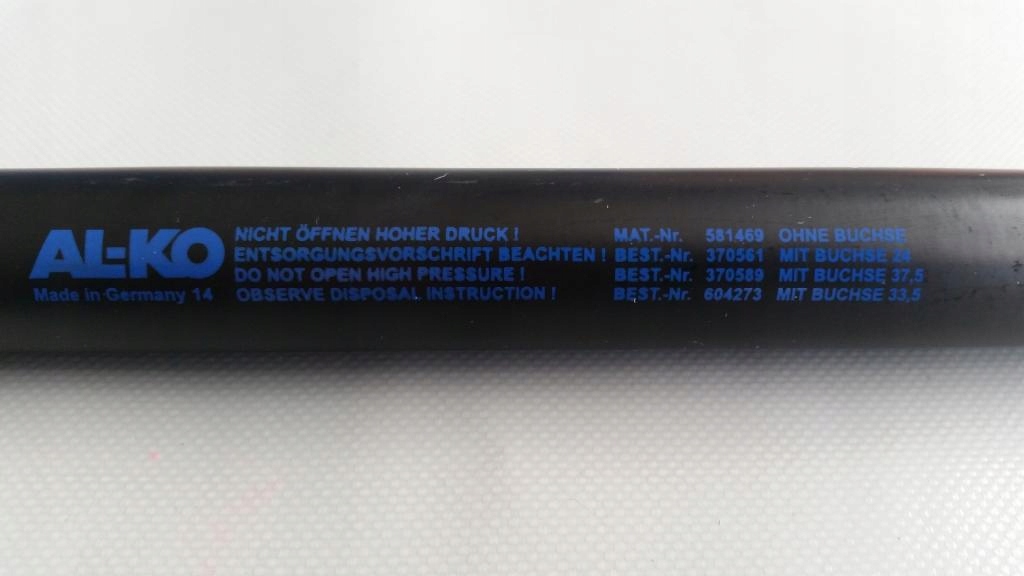 AL-KO
Made in Germany 14
NICHT ÖFFNEN HOHER DRUCK !
ENTSORGUNGSVORSCHRIFT BEACHTEN !
DO NOT OPEN HIGH PRESSURE !
OBSERVE DISPOSAL INSTRUCTION !
MAT.-Nr. 581469 OHNE BUCHSE
BEST.-Nr. 370561 MIT BUCHSE 24
BEST.-Nr. 370589 MIT BUCHSE 37,5
BEST.-Nr. 604273 MIT BUCHSE 33,5